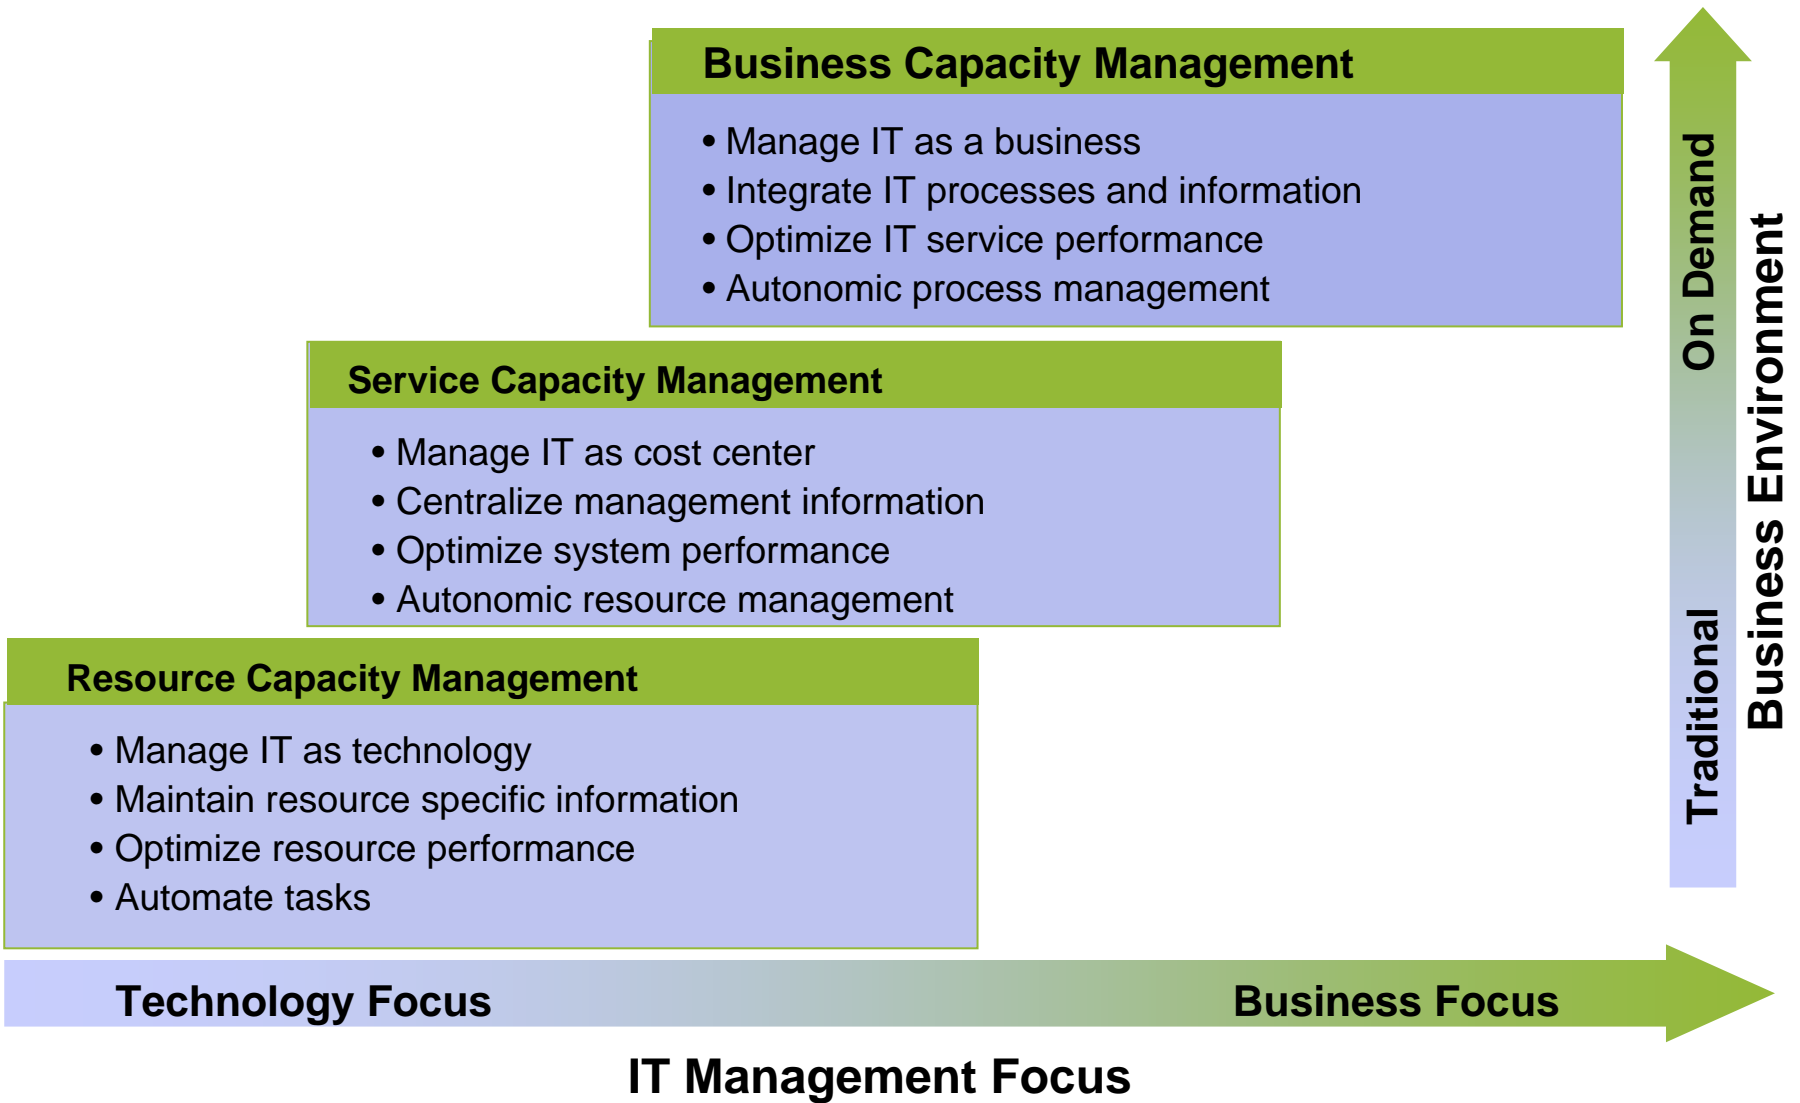 Business Capacity Management
• Manage IT as a business
• Integrate IT processes and information
• Optimize IT service performance
• Autonomic process management
Service Capacity Management
• Manage IT as cost center
• Centralize management information
• Optimize system performance
• Autonomic resource management
Resource Capacity Management
• Manage IT as technology
• Maintain resource specific information
• Optimize resource performance
• Automate tasks
On Demand
Traditional
Business Environment
Technology Focus
Business Focus
IT Management Focus